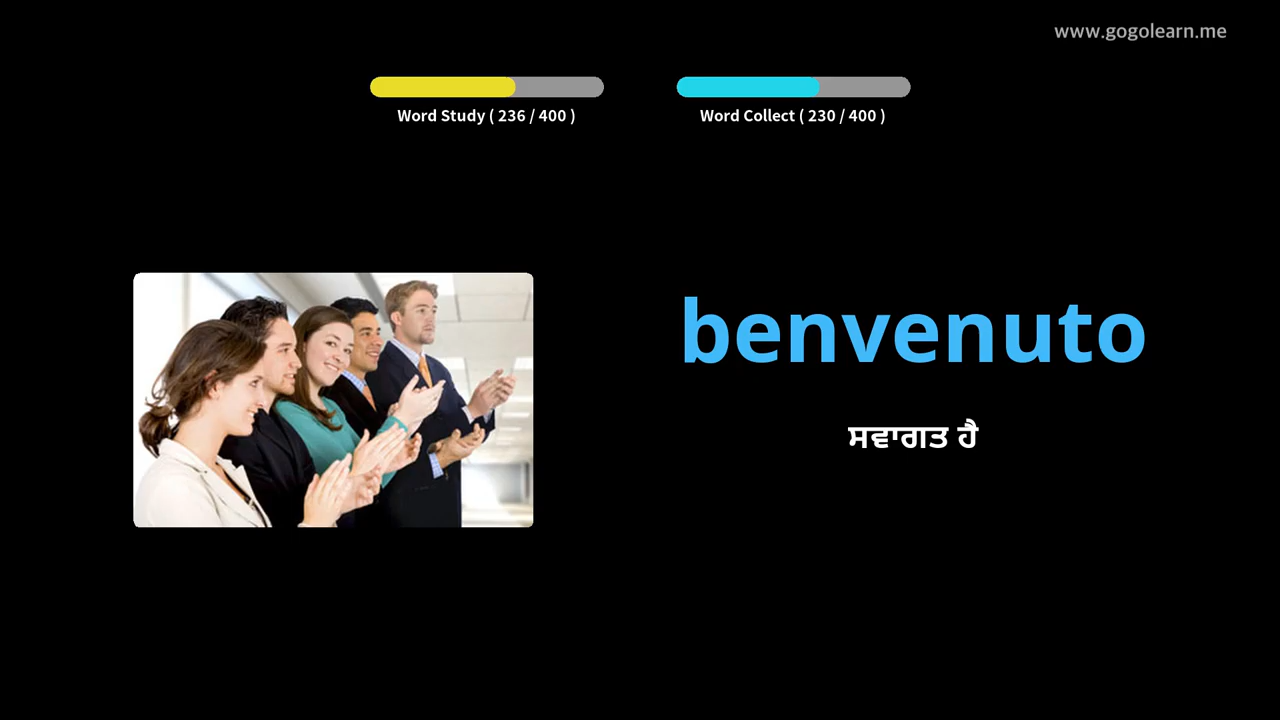 www.gogolearn.me
Word Study ( 236 / 400 )
Word Collect ( 230 / 400 )
benvenuto
ਸਵਾਗਤ ਹੈ